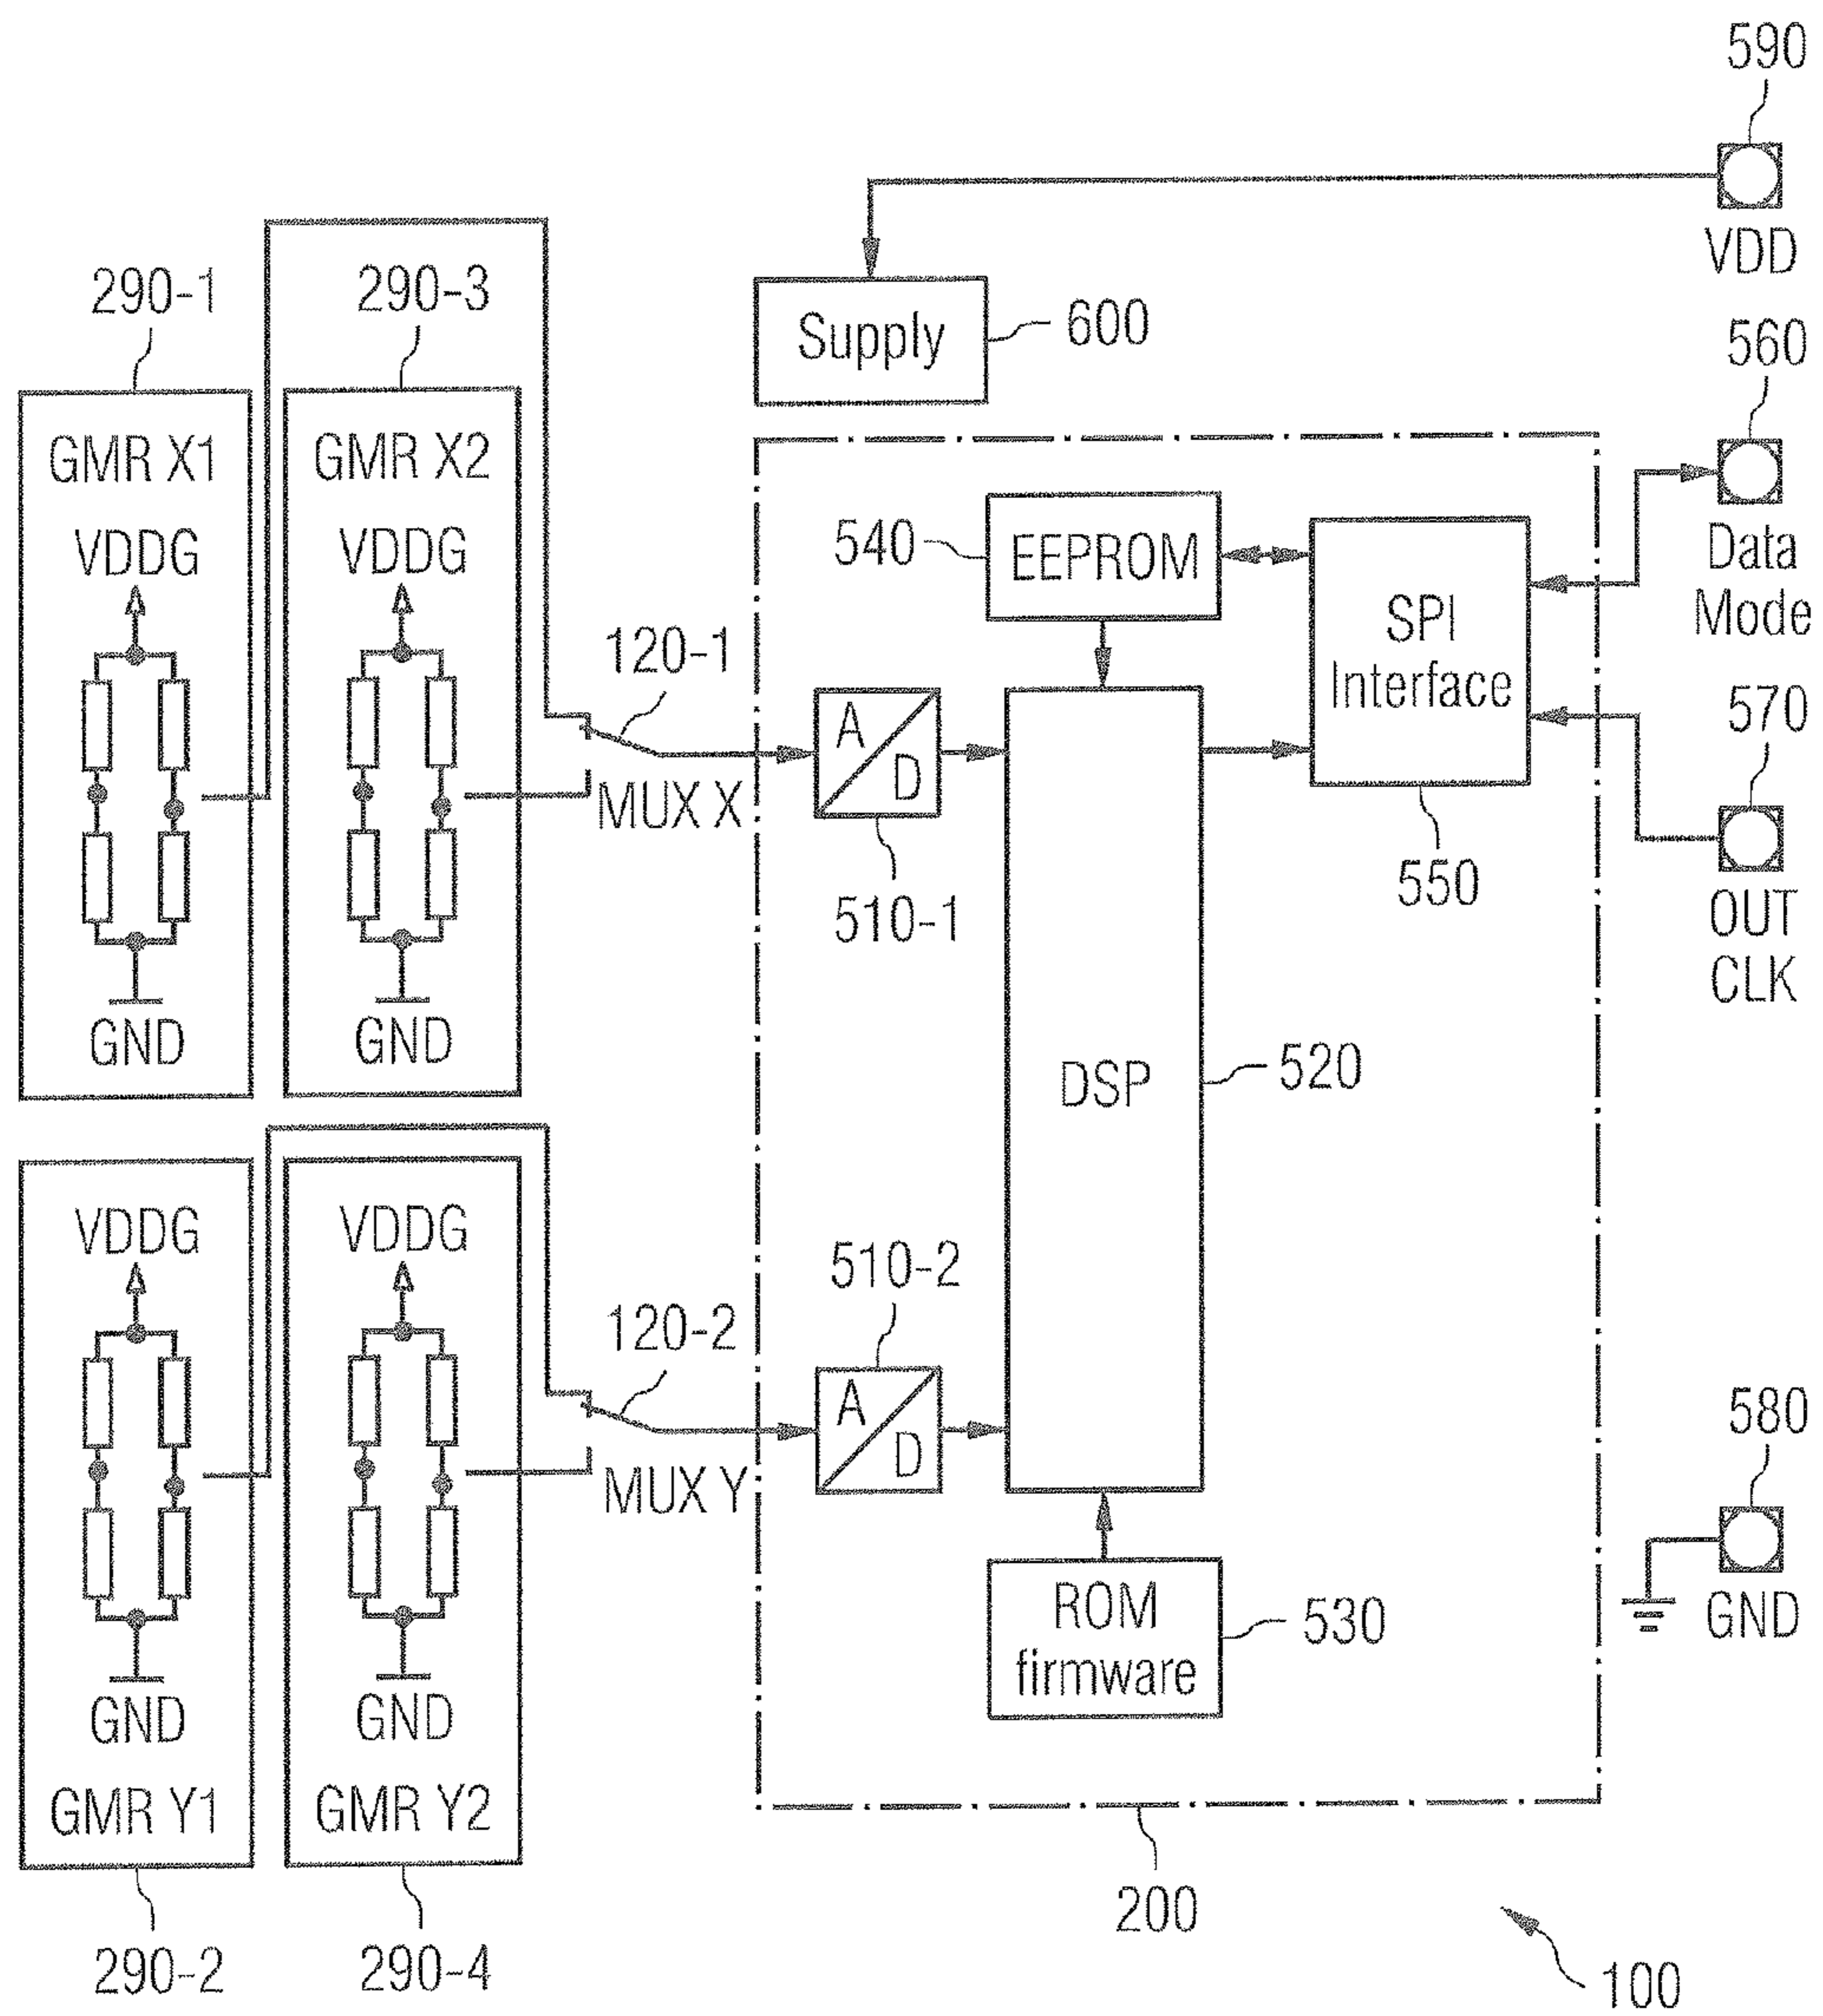 590
VDD
290-1
290-3
Supply
600
560
Data
Mode
GMR X1
GMR X2
VDDG
VDDG
540
EEPROM
SPI
Interface
120-1
MUX X
A
D
510-1
550
570
OUT
CLK
GND
GND
DSP
520
VDDG
VDDG
510-2
120-2
MUX Y
A
D
580
GND
ROM
firmware
530
GND
GND
GMR Y1
GMR Y2
290-2
290-4
200
100